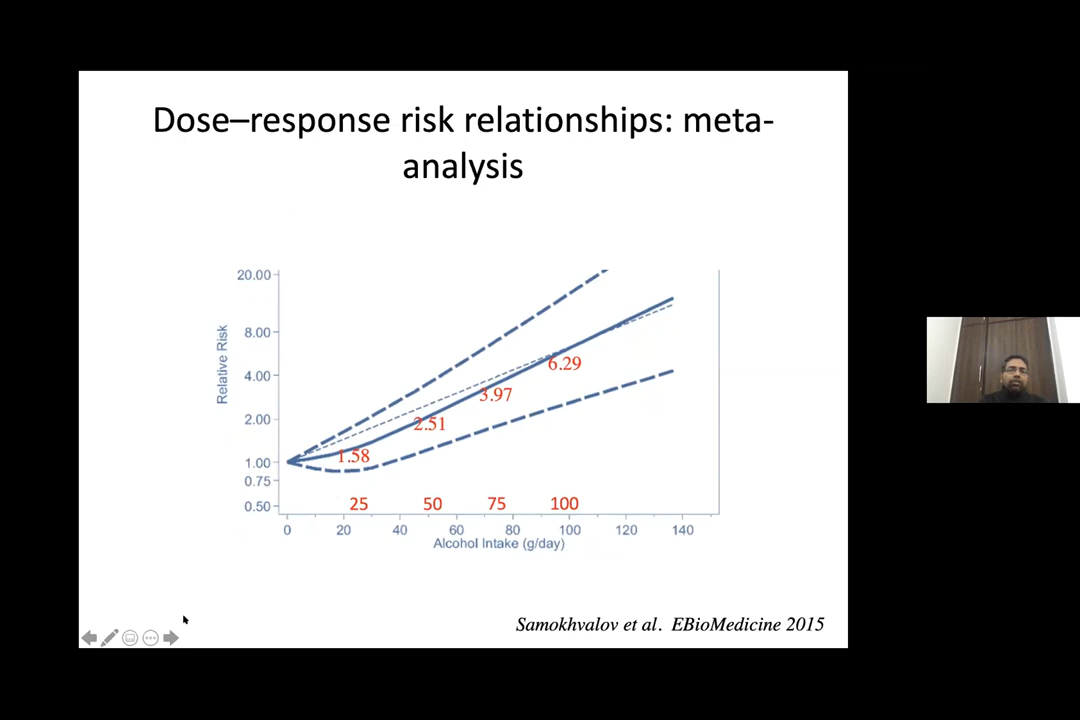 Dose–response risk relationships: meta-
analysis
20.00
8.00
4.00
2.00
1.00
0.75
0.50
Relative Risk
1.58
2.51
3.97
6.29
25 50 75 100
0 20 40 60 80 100 120 140
Alcohol Intake (g/day)
Samokhvalov et al. EBioMedicine 2015